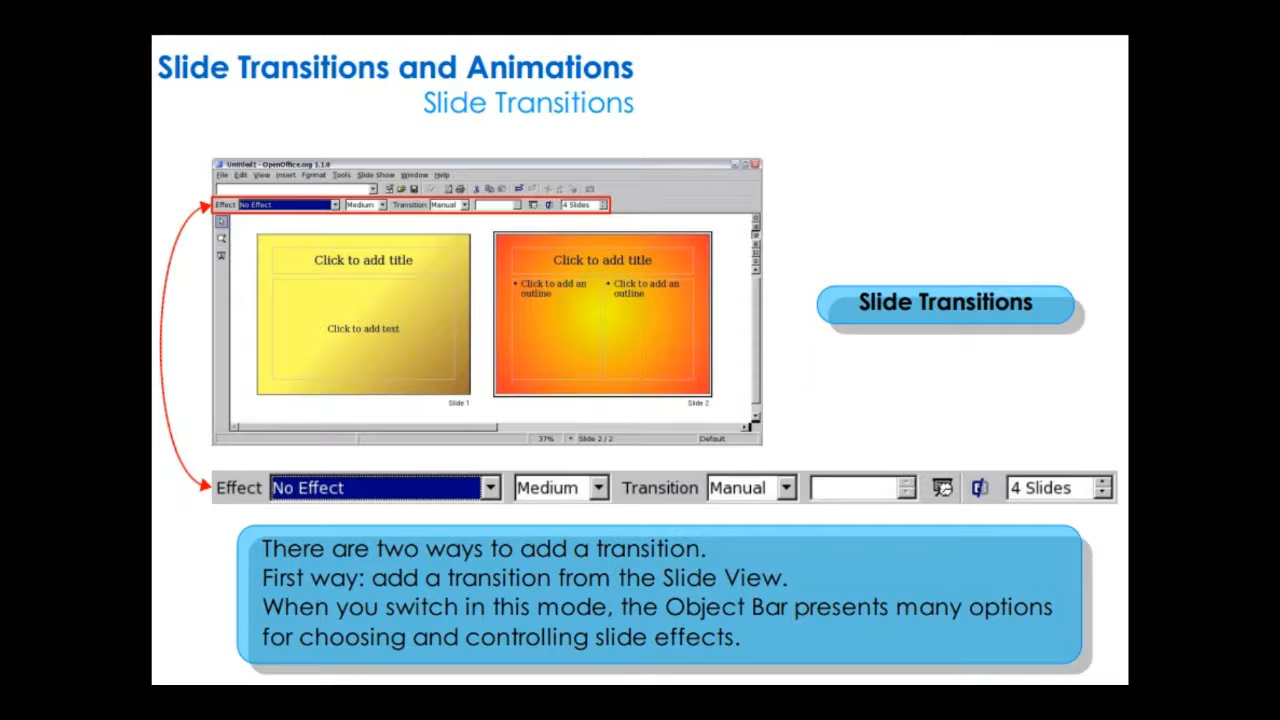 Slide Transitions and Animations
Slide Transitions
Untitled1 - OpenOffice.org 1.1.0
File Edit View Insert Format Tools Slide Show Window Help
Effect No Effect Medium Transition Manual 4 Slides
Click to add title
Click to add text
Slide 1
Click to add title
• Click to add an
outline
• Click to add an
outline
Slide 2
37% * Slide 2 / 2 Default
Slide Transitions
Effect No Effect Medium Transition Manual 4 Slides
There are two ways to add a transition.
First way: add a transition from the Slide View.
When you switch in this mode, the Object Bar presents many options
for choosing and controlling slide effects.